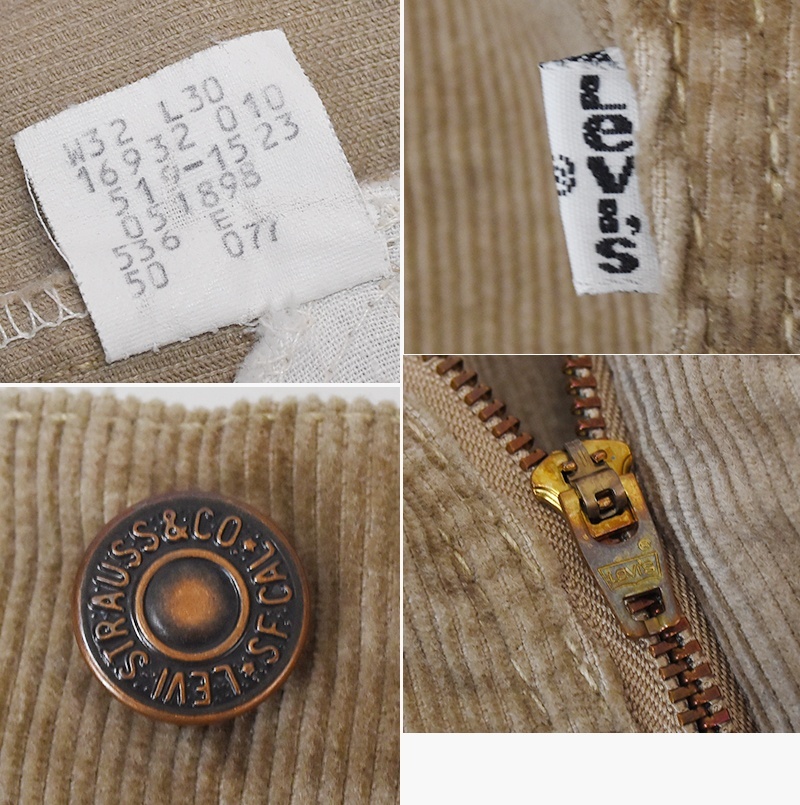 W32 L30
16932 010
519-1523
051898
536 E
50 077
Levi's
®
LEVI STRAUSS & CO ★ SF CAL ★
LEVI'S